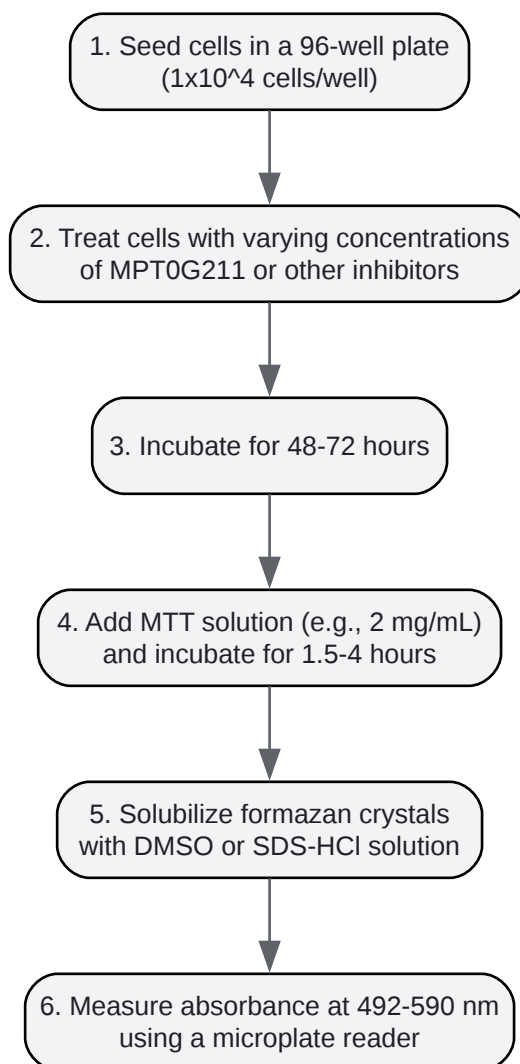 1. Seed cells in a 96-well plate
(1x10^4 cells/well)
2. Treat cells with varying concentrations
of MPT0G211 or other inhibitors
3. Incubate for 48-72 hours
4. Add MTT solution (e.g., 2 mg/mL)
and incubate for 1.5-4 hours
5. Solubilize formazan crystals
with DMSO or SDS-HCl solution
6. Measure absorbance at 492-590 nm
using a microplate reader